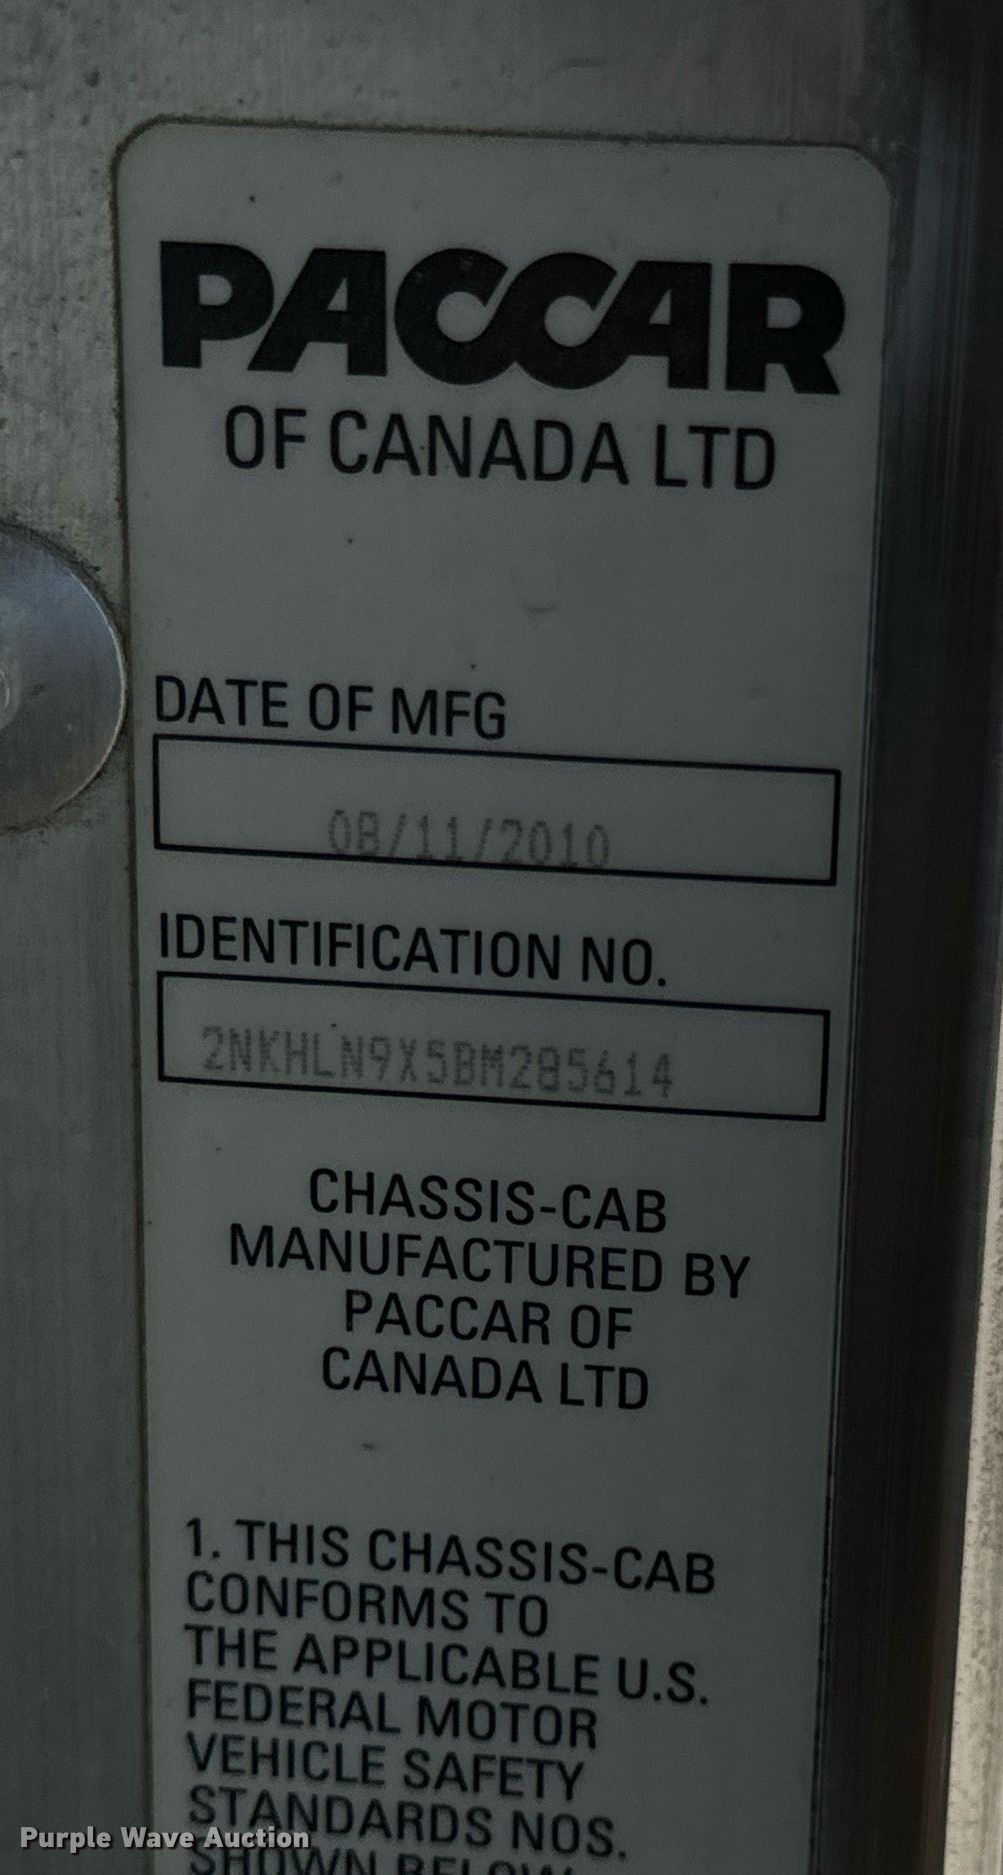 PACCAR
OF CANADA LTD
DATE OF MFG
08/11/2010
IDENTIFICATION NO.
2NKHLN9X5BM285614
CHASSIS-CAB
MANUFACTURED BY
PACCAR OF
CANADA LTD
1. THIS CHASSIS-CAB
CONFORMS TO
THE APPLICABLE U.S.
FEDERAL MOTOR
VEHICLE SAFETY
STANDARDS NOS.
SHOWN BELOW
Purple Wave Auction